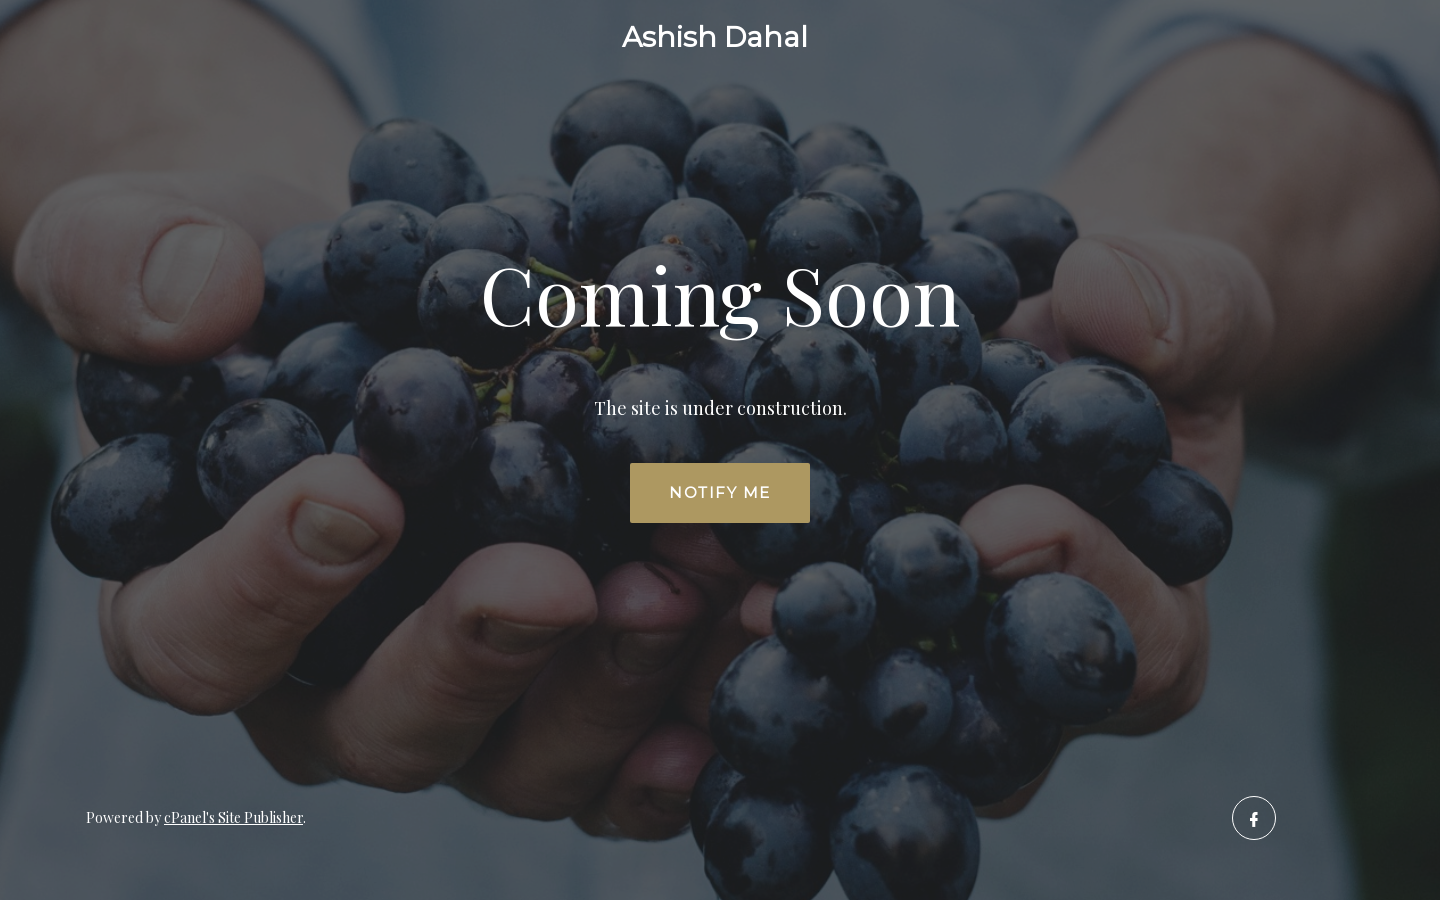 Ashish Dahal
Coming Soon
The site is under construction.
NOTIFY ME
Powered by cPanel's Site Publisher.